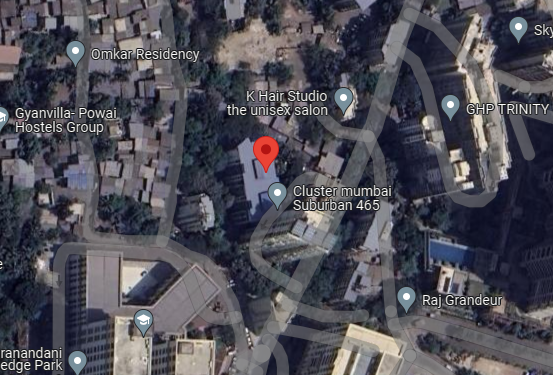 Sky
Omkar Residency
K Hair Studio
the unisex salon
GHP TRINITY
Gyanvilla- Powai
Hostels Group
Cluster mumbai
Suburban 465
e
Raj Grandeur
ranandani
edge Park